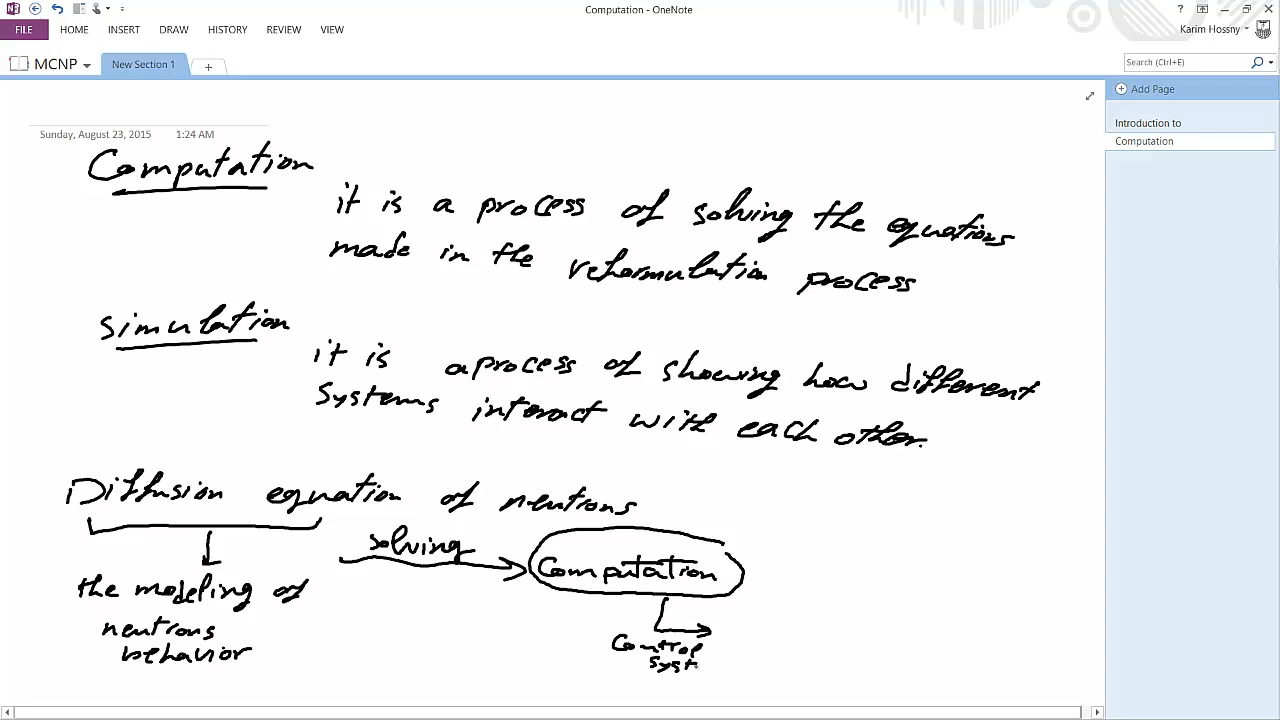 Computation - OneNote
FILE HOME INSERT DRAW HISTORY REVIEW VIEW
Karim Hossny
MCNP
New Section 1
+
Search (Ctrl+E)
Add Page
Introduction to
Computation
Sunday, August 23, 2015 1:24 AM
Computation
it is a process of solving the equations
made in the reformulation process
simulation
it is aprocess of showing how different
systems interact with each other.
Diffusion equation of neutrons
solving
Computation
the modeling of
neutrons
behavior
Control
syst